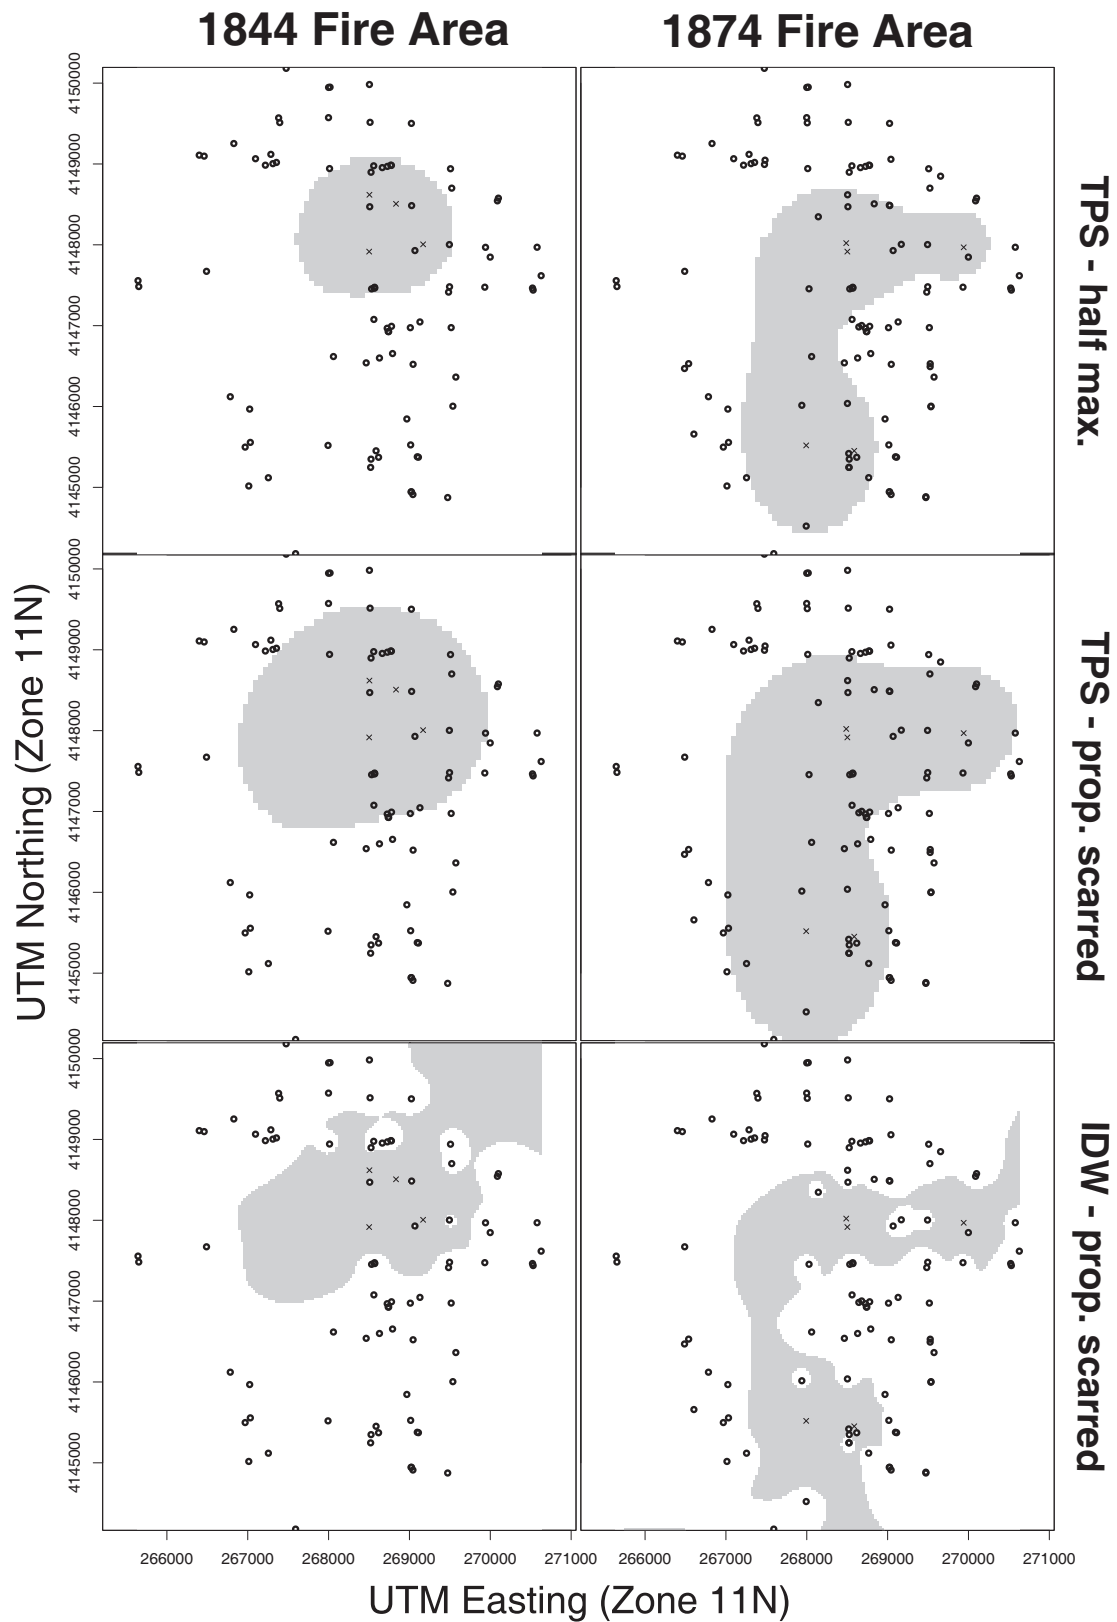 1844 Fire Area
1874 Fire Area
4150000
4149000
4148000
4147000
4146000
4145000
TPS - half max.
4150000
4149000
4148000
4147000
4146000
4145000
TPS - prop. scarred
4150000
4149000
4148000
4147000
4146000
4145000
IDW - prop. scarred
UTM Northing (Zone 11N)
266000 267000 268000 269000 270000 271000
266000 267000 268000 269000 270000 271000
UTM Easting (Zone 11N)